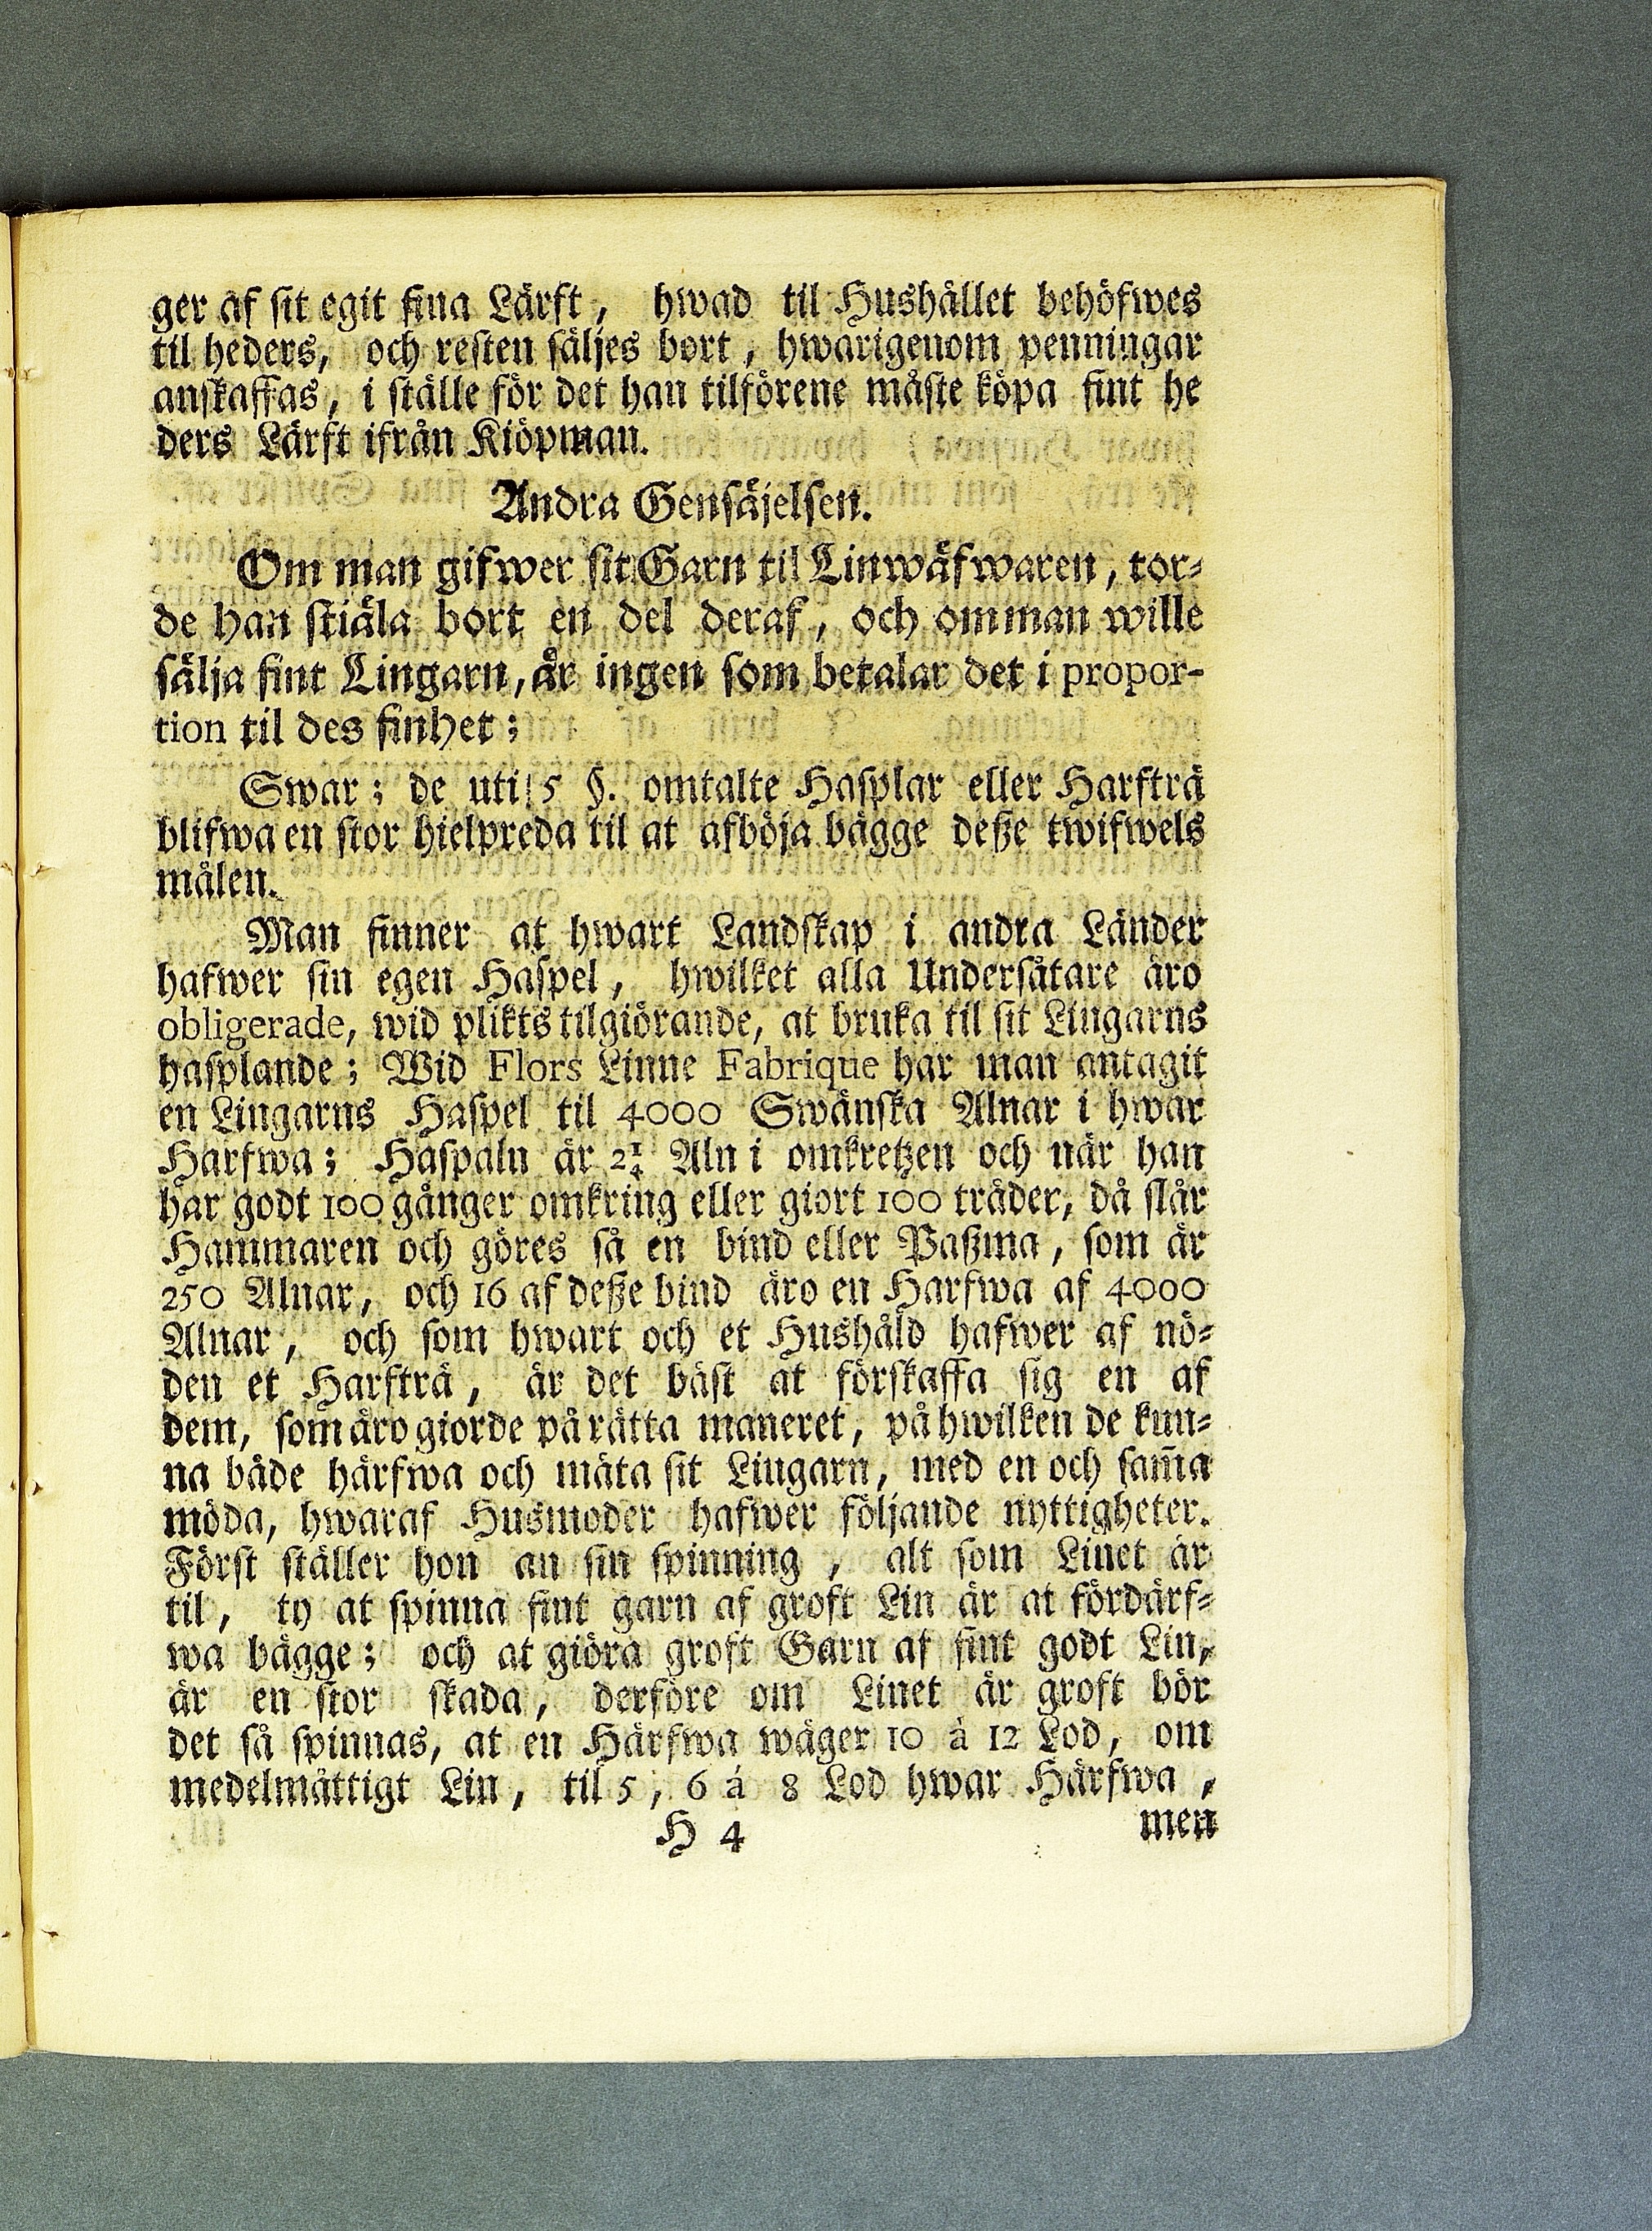 ger af sit egit fina Lärft, hwad til Hushället behöfwes
til heders, och resten säljes bort, hwarigenom penningar
anskaffas, i ställe för det han tilförene måste köpa fint he
ders Lärft ifrån Kiöpman.
Andra Gensäjelsen.
Om man gifwer sit Garn til Linwäfwaren, tor-
de han stiäla bort en del deraf, och omman wille
sälja fint Lingarn, är ingen som betalar det i propor-
tion til des finhet;
Swar; de uti 5 §. omtalte Hasplar eller Harfträ
blifwa en stor hielpreda til at afböja bägge deße twifwels
målen.
Man finner at hwart Landskap i andra Länder
hafwer sin egen Haspel, hwilket alla Undersåtare äro
obligerade, wid plikts tilgiörande, at bruka til sit Lingarns
hasplande; Wid Flors Linne Fabrique har man antagit
en Lingarns Haspel til 4000 Swänska Alnar i hwar
Harfwa; Haspaln är 2 1/4 Aln i omkretzen och när han
har godt 100 gånger omkring eller giort 100 träder, då slår
Hammaren och göres så en bind eller Paßma, som är
250 Alnar, och 16 af deße bind äro en Harfwa af 4000
Alnar, och som hwart och et Hushåld hafwer af nö-
den et Harfträ, är det bäst at förskaffa sig en af
dem, som äro giorde på rätta maneret, på hwilken de kun-
na både härfwa och mäta sit Lingarn, med en och sam̃a
möda, hwaraf Husmoder hafwer följande nyttigheter.
Först ställer hon an sin spinning, alt som Linet är
til, ty at spinna fint garn af groft Lin är at fördärf-
wa bägge; och at giöra groft Garn af fint godt Lin,
är en stor skada, derföre om Linet är groft bör
det så spinnas, at en Härfwa wäger 10 à 12 Lod, om
medelmåttigt Lin, til 5, 6 á 8 Lod hwar Härfwa,
H 4 men